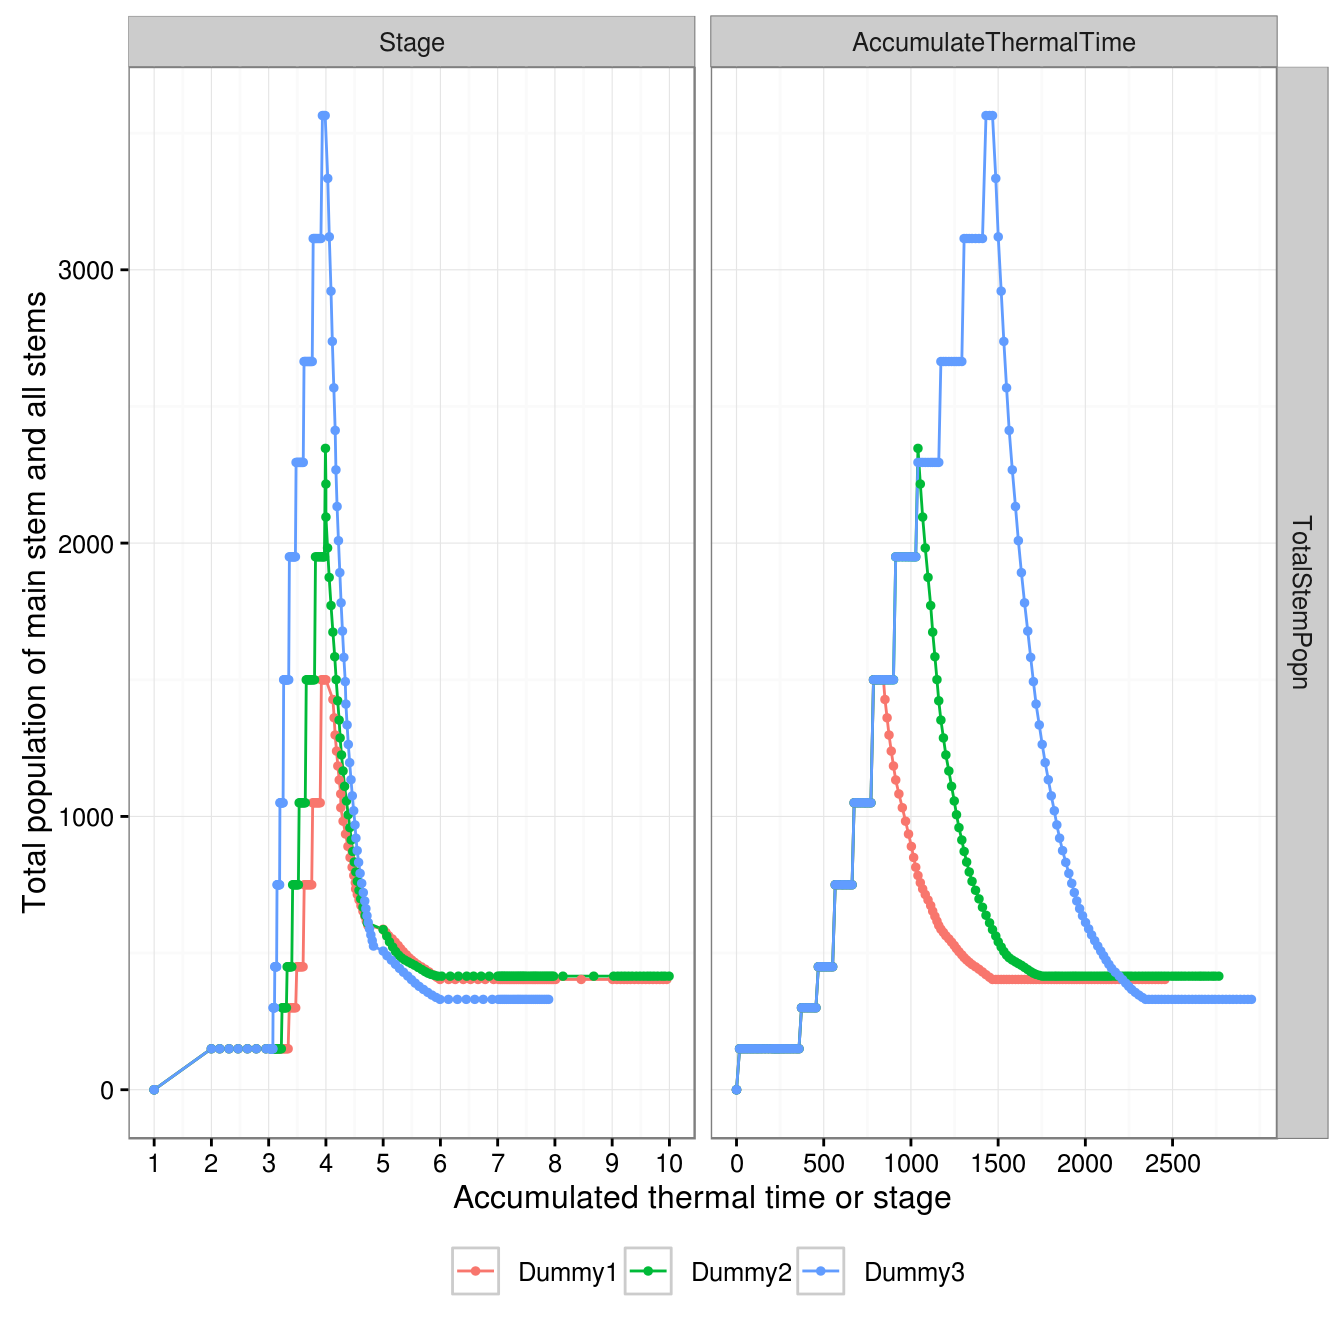 Stage
AccumulateThermalTime
TotalStemPopn
Total population of main stem and all stems
3000
2000
1000
0
1 2 3 4 5 6 7 8 9 10
0 500 1000 1500 2000 2500
Accumulated thermal time or stage
Dummy1 Dummy2 Dummy3